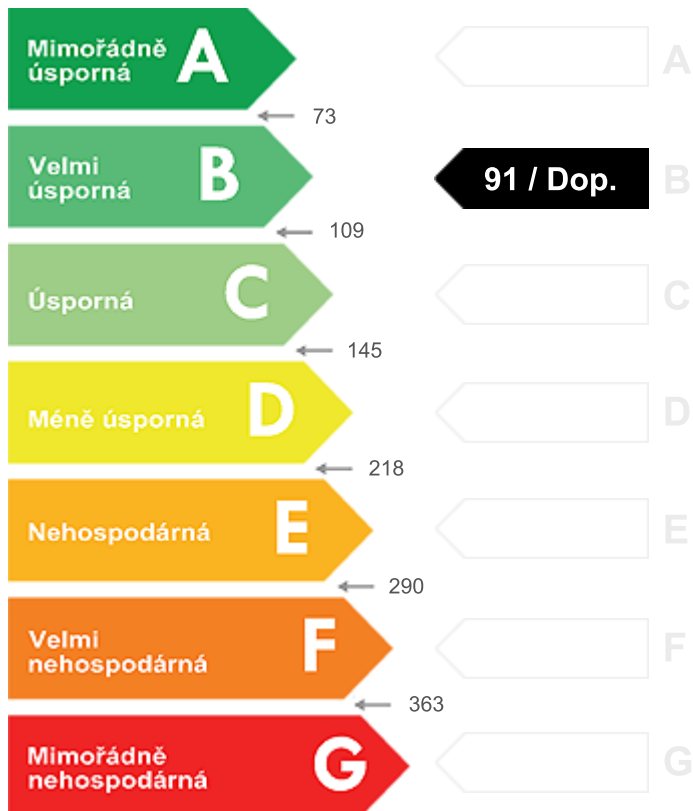 Mimořádně
úsporná
A
A
73
Velmi
úsporná
B
91 / Dop.
B
109
Úsporná
C
C
145
Méně úsporná
D
D
218
Nehospodárná
E
E
290
Velmi
nehospodárná
F
F
363
Mimořádně
nehospodárná
G
G